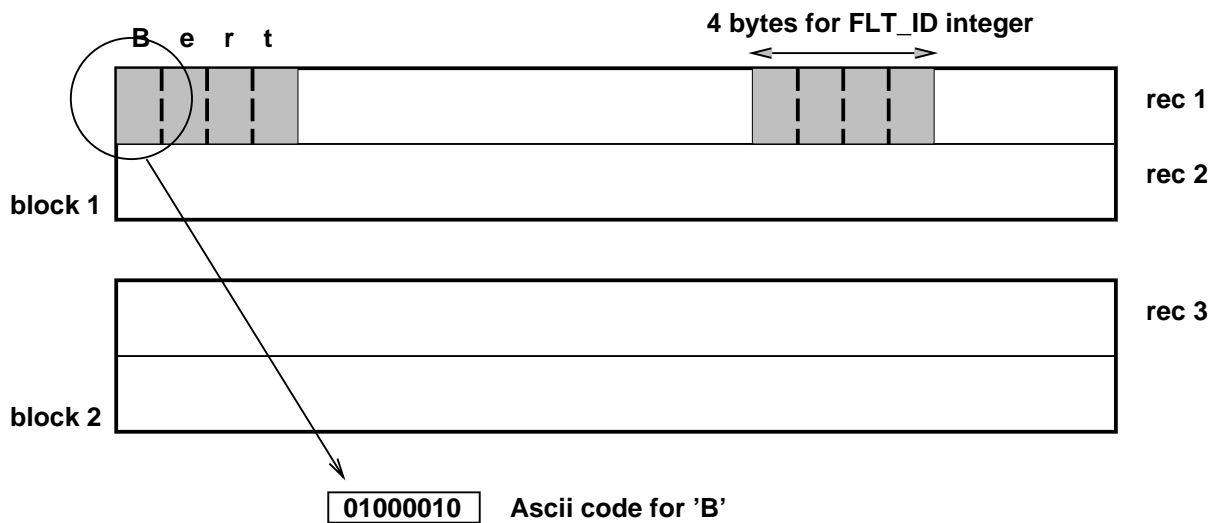 4 bytes for FLT_ID integer
B e r t
rec 1
rec 2
block 1
rec 3
block 2
01000010 Ascii code for ’B’